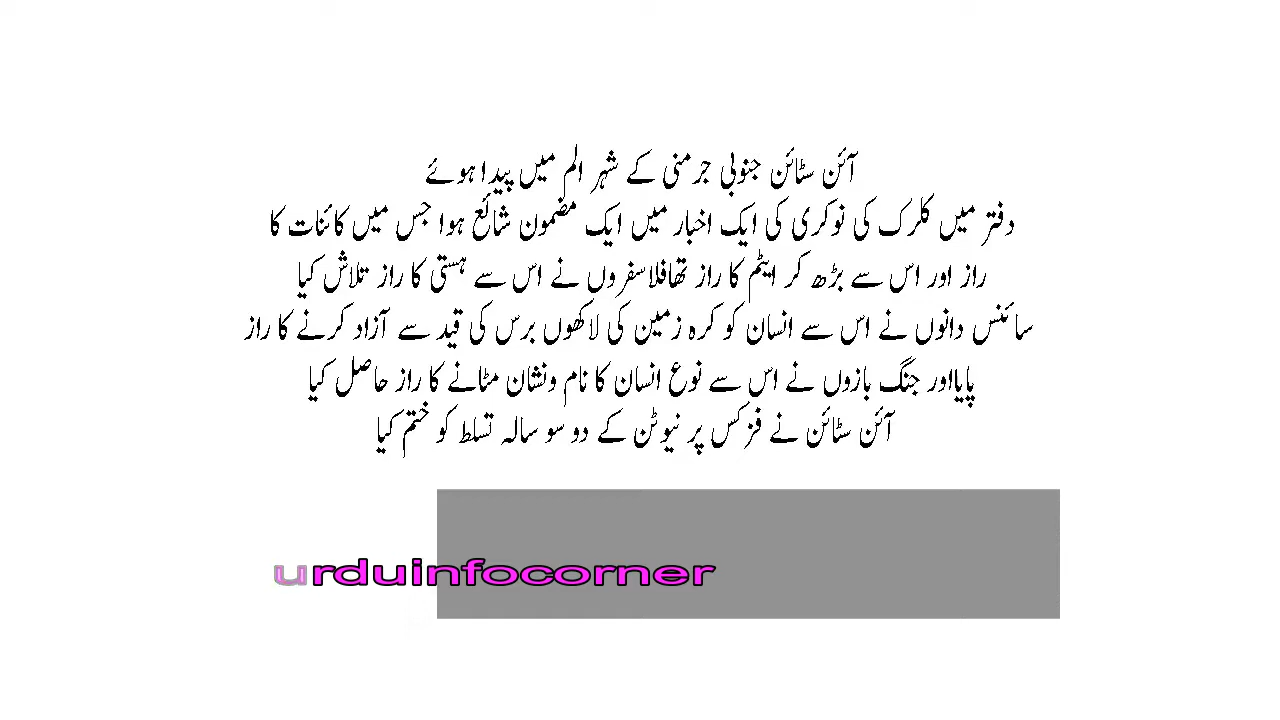 آئن سٹائن جنوبی جرمنی کے شہر الم میں پیدا ہوئے
دفتر میں کلرک کی نوکری کی ایک اخبار میں ایک مضمون شائع ہوا جس میں کائنات کا
راز اور اس سے بڑھ کر ایٹم کا راز تھافلاسفروں نے اس سے ہستی کا راز تلاش کیا
سائنس دانوں نے اس سے انسان کو کرہ زمین کی لاکھوں برس کی قید سے آزاد کرنے کا راز
پایااور جنگ بازوں نے اس سے نوع انسان کا نام ونشان مٹانے کا راز حاصل کیا
آئن سٹائن نے فزکس پر نیوٹن کے دو سو سالہ تسلط کو ختم کیا
urduinfocorner